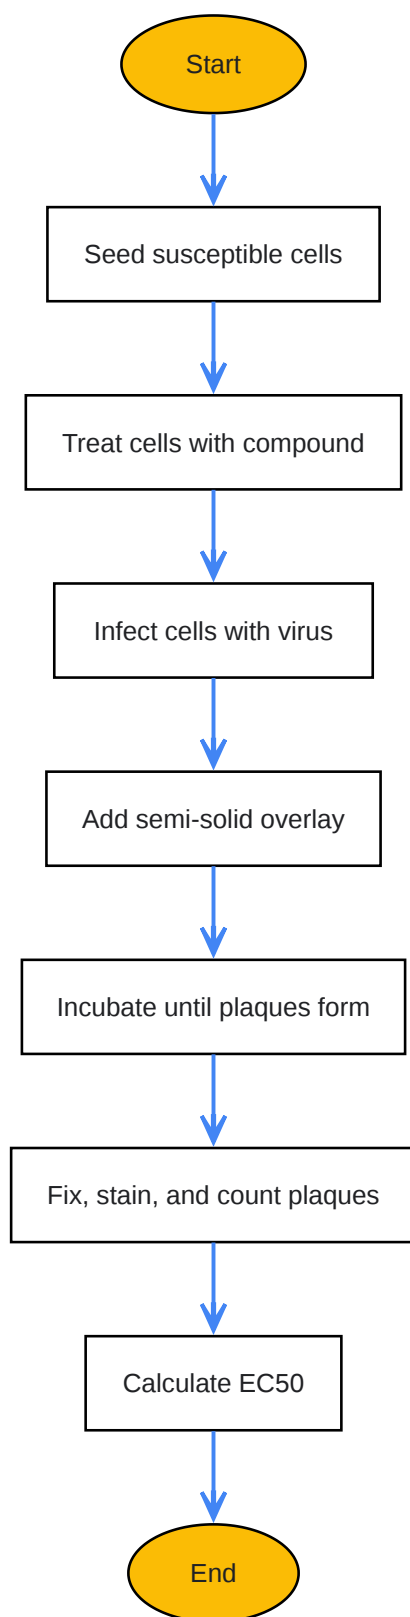 Start
Seed susceptible cells
Treat cells with compound
Infect cells with virus
Add semi-solid overlay
Incubate until plaques form
Fix, stain, and count plaques
Calculate EC50
End